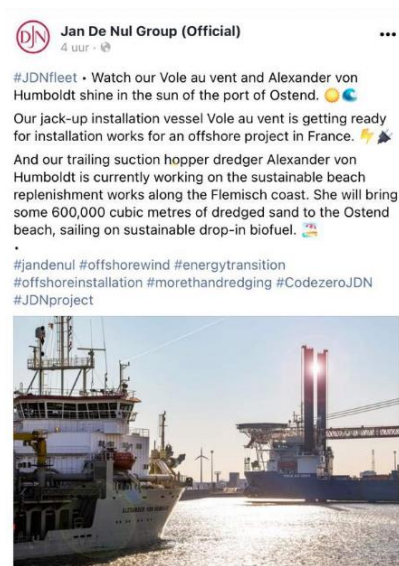 DJN
Jan De Nul Group (Official)
4 uur
#JDNfleet • Watch our Vole au vent and Alexander von
Humboldt shine in the sun of the port of Ostend.
Our jack-up installation vessel Vole au vent is getting ready
for installation works for an offshore project in France.
And our trailing suction hopper dredger Alexander von
Humboldt is currently working on the sustainable beach
replenishment works along the Flemisch coast. She will bring
some 600,000 cubic metres of dredged sand to the Ostend
beach, sailing on sustainable drop-in biofuel.
#jandenul #offshorewind #energytransition
#offshoreinstallation #morethandredging #CodezeroJDN
#JDNproject
ALEXANDER VON HUMBOLDT